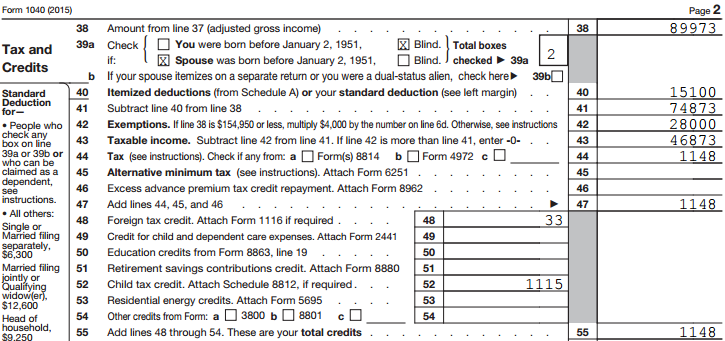 Form 1040 (2015) Page 2
38 Amount from line 37 (adjusted gross income) . . . . . . . . . . . 38 89973
39a Check if: { ☐ You were born before January 2, 1951, ☒ Blind. } Total boxes
☒ Spouse was born before January 2, 1951, ☐ Blind. } checked ▶ 39a 2
b If your spouse itemizes on a separate return or you were a dual-status alien, check here ▶ 39b ☐
40 Itemized deductions (from Schedule A) or your standard deduction (see left margin) . . 40 15100
41 Subtract line 40 from line 38 . . . . . . . . . . . 41 74873
42 Exemptions. If line 38 is $154,950 or less, multiply $4,000 by the number on line 6d. Otherwise, see instructions 42 28000
43 Taxable income. Subtract line 42 from line 41. If line 42 is more than line 41, enter -0- . . 43 46873
44 Tax (see instructions). Check if any from: a ☐ Form(s) 8814 b ☐ Form 4972 c ☐ 44 1148
45 Alternative minimum tax (see instructions). Attach Form 6251 . . . . . . 45
46 Excess advance premium tax credit repayment. Attach Form 8962 . . . . . . 46
47 Add lines 44, 45, and 46 . . . . . . . . . . . ▶ 47 1148
48 Foreign tax credit. Attach Form 1116 if required . . . . 48 33
49 Credit for child and dependent care expenses. Attach Form 2441 49
50 Education credits from Form 8863, line 19 . . . . . 50
51 Retirement savings contributions credit. Attach Form 8880 51
52 Child tax credit. Attach Schedule 8812, if required . . . 52 1115
53 Residential energy credits. Attach Form 5695 . . . . 53
54 Other credits from Form: a ☐ 3800 b ☐ 8801 c ☐ 54
55 Add lines 48 through 54. These are your total credits . . . . . . . . 55 1148
Tax and
Credits
Standard
Deduction
for—
• People who
check any
box on line
39a or 39b or
who can be
claimed as a
dependent,
see
instructions.
• All others:
Single or
Married filing
separately,
$6,300
Married filing
jointly or
Qualifying
widow(er),
$12,600
Head of
household,
$9,250